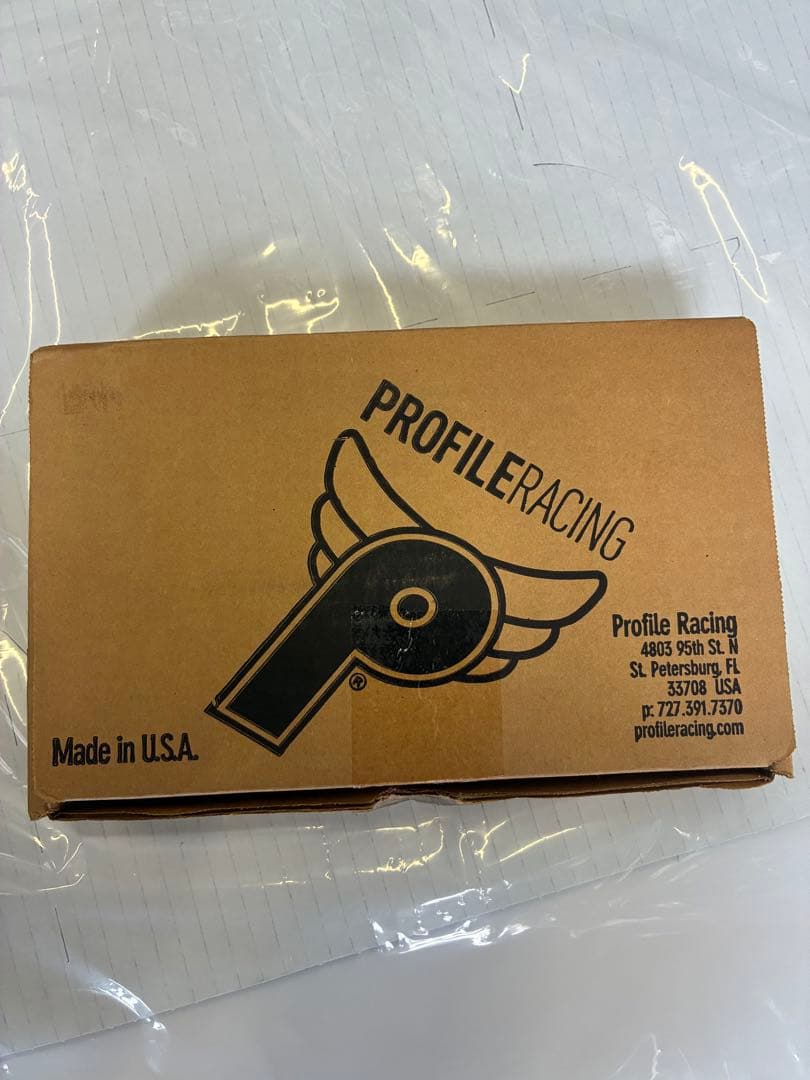 PROFILERACING
®
Profile Racing
4803 95th St. N
St. Petersburg, FL
33708 USA
p: 727.391.7370
profileracing.com
Made in U.S.A.